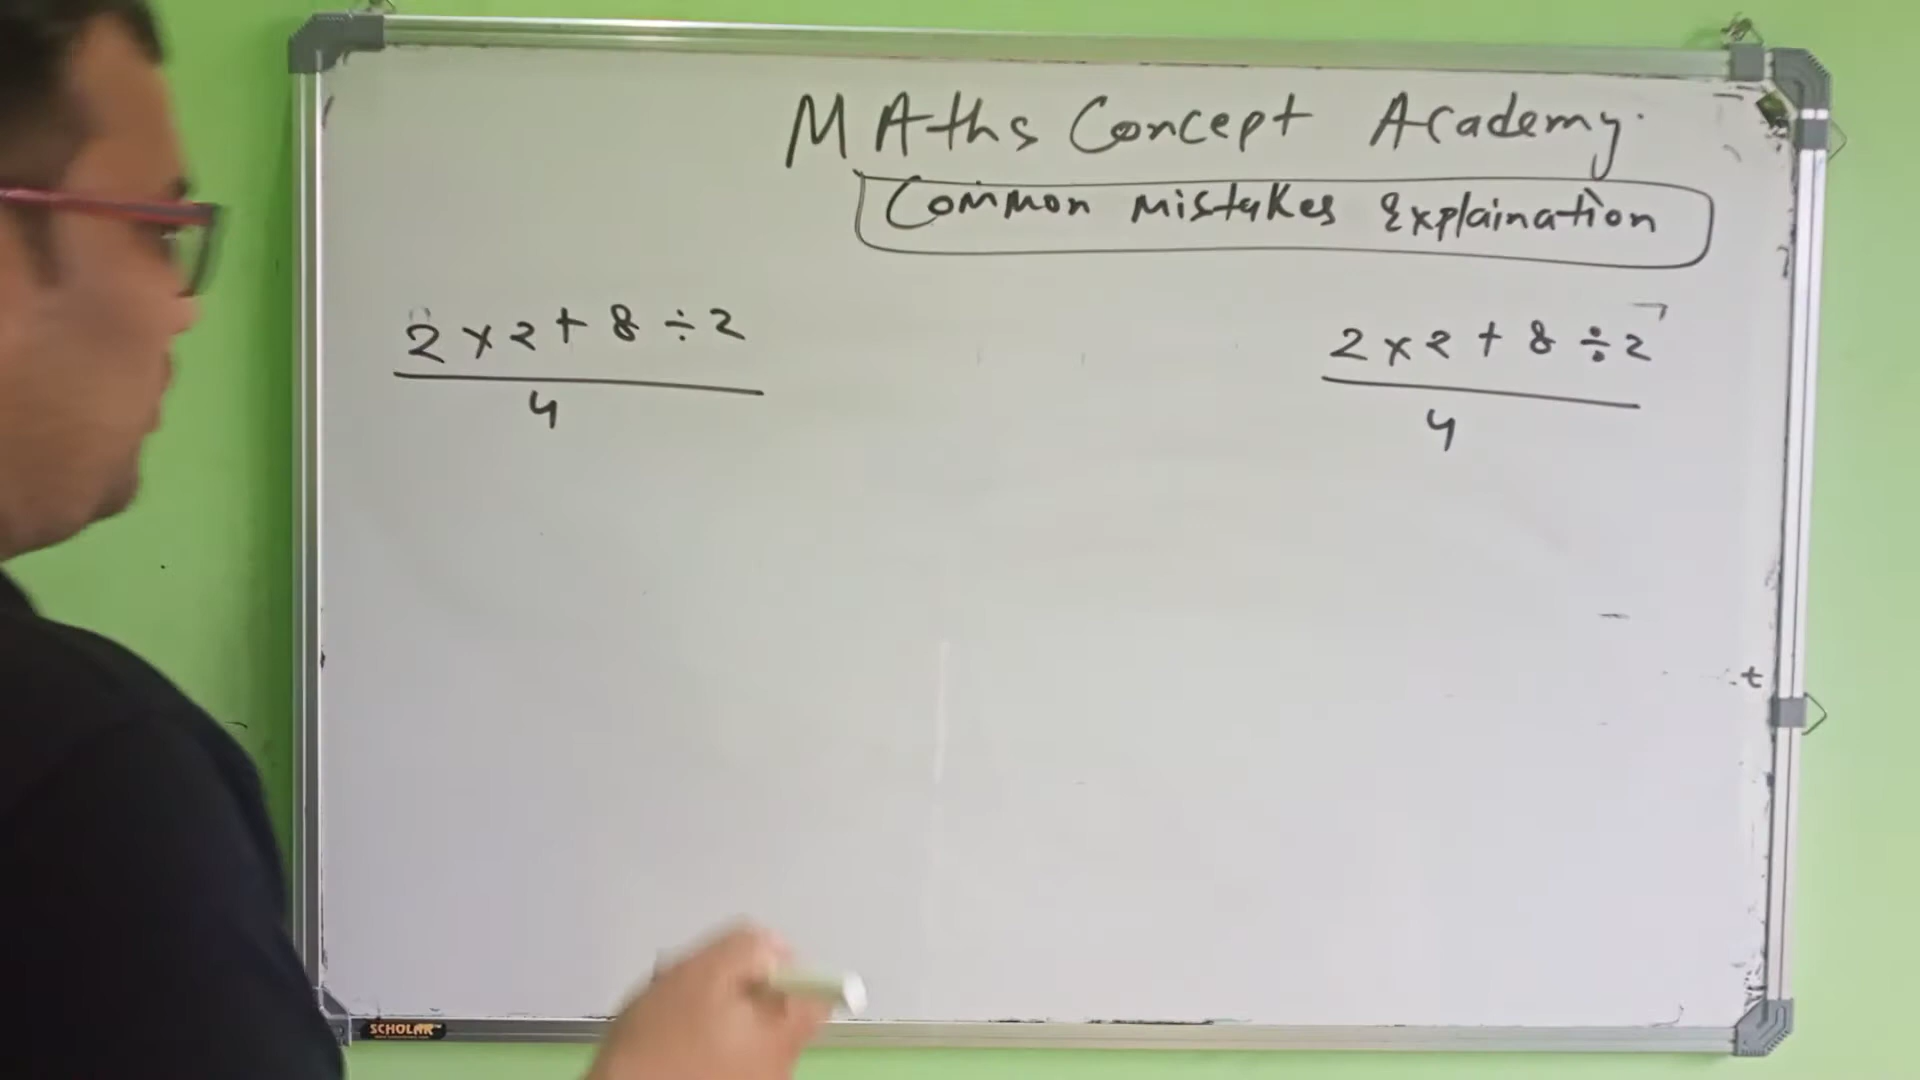 MAths Concept Academy.
Common mistakes Explaination
2 x 2 + 8 ÷ 2
4
2 x 2 + 8 ÷ 2
4
t
SCHOLAR